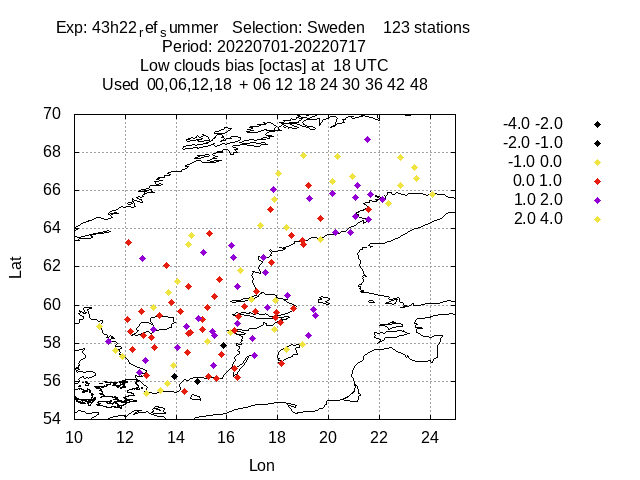 Exp: 43h22refsummer Selection: Sweden 123 stations
Period: 20220701-20220717
Low clouds bias [octas] at 18 UTC
Used 00,06,12,18 + 06 12 18 24 30 36 42 48
70
68
66
64
62
60
58
56
54
Lat
10 12 14 16 18 20 22 24
Lon
-4.0 -2.0
-2.0 -1.0
-1.0 0.0
0.0 1.0
1.0 2.0
2.0 4.0